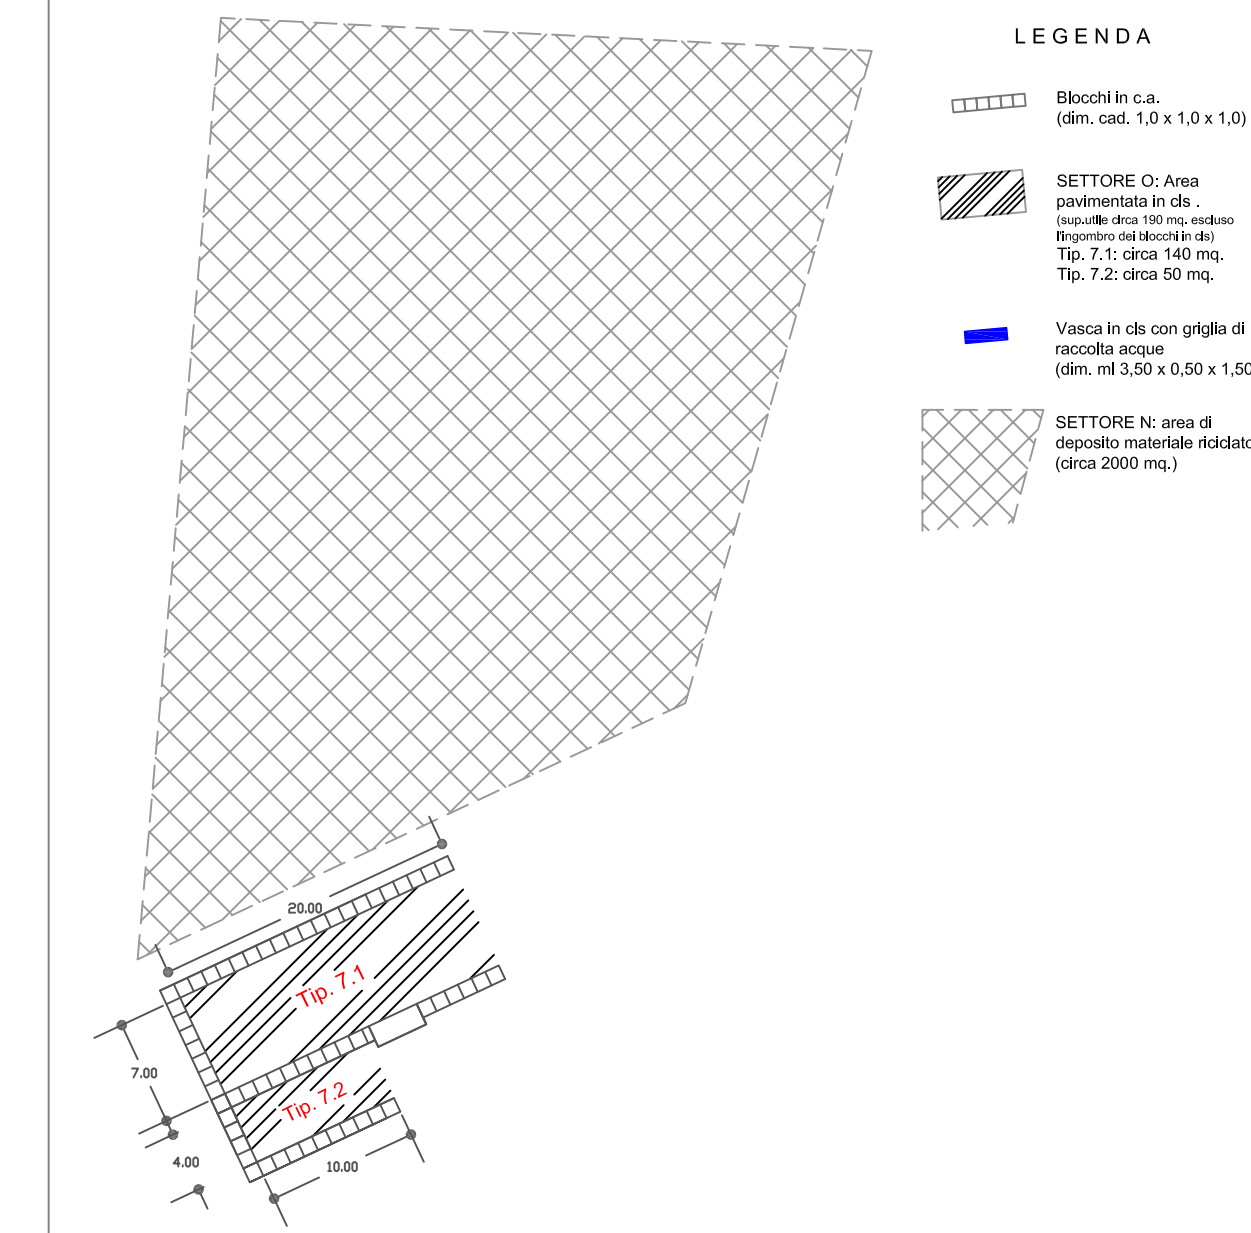 LEGENDA
Blocchi in c.a.
(dim. cad. 1,0 x 1,0 x 1,0)
SETTORE O: Area
pavimentata in cls .
(sup.utile circa 190 mq. escluso
l'ingombro dei blocchi in cls)
Tip. 7.1: circa 140 mq.
Tip. 7.2: circa 50 mq.
Vasca in cls con griglia di
raccolta acque
(dim. ml 3,50 x 0,50 x 1,50
SETTORE N: area di
deposito materiale riciclato
(circa 2000 mq.)
20.00
Tip. 7.1
7.00
Tip. 7.2
4.00
10.00